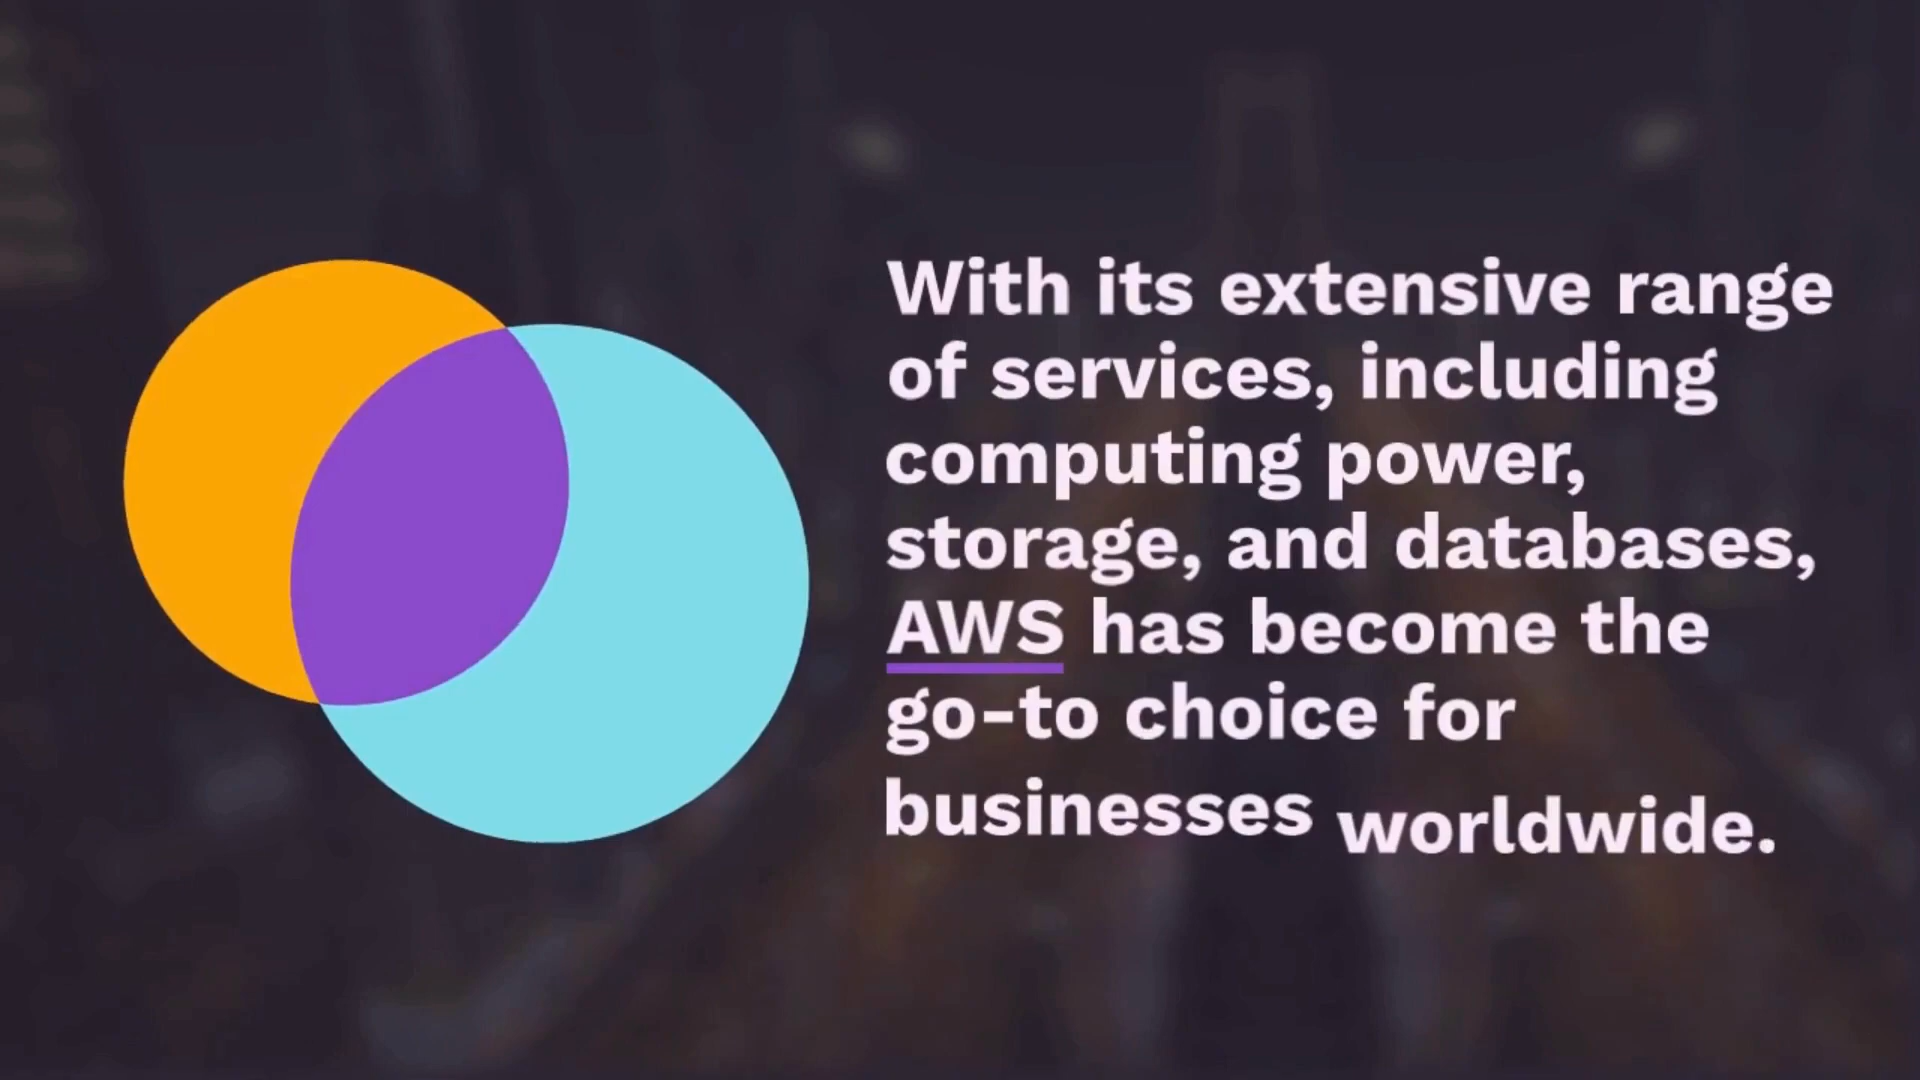 With its extensive range
of services, including
computing power,
storage, and databases,
AWS has become the
go-to choice for
businesses worldwide.